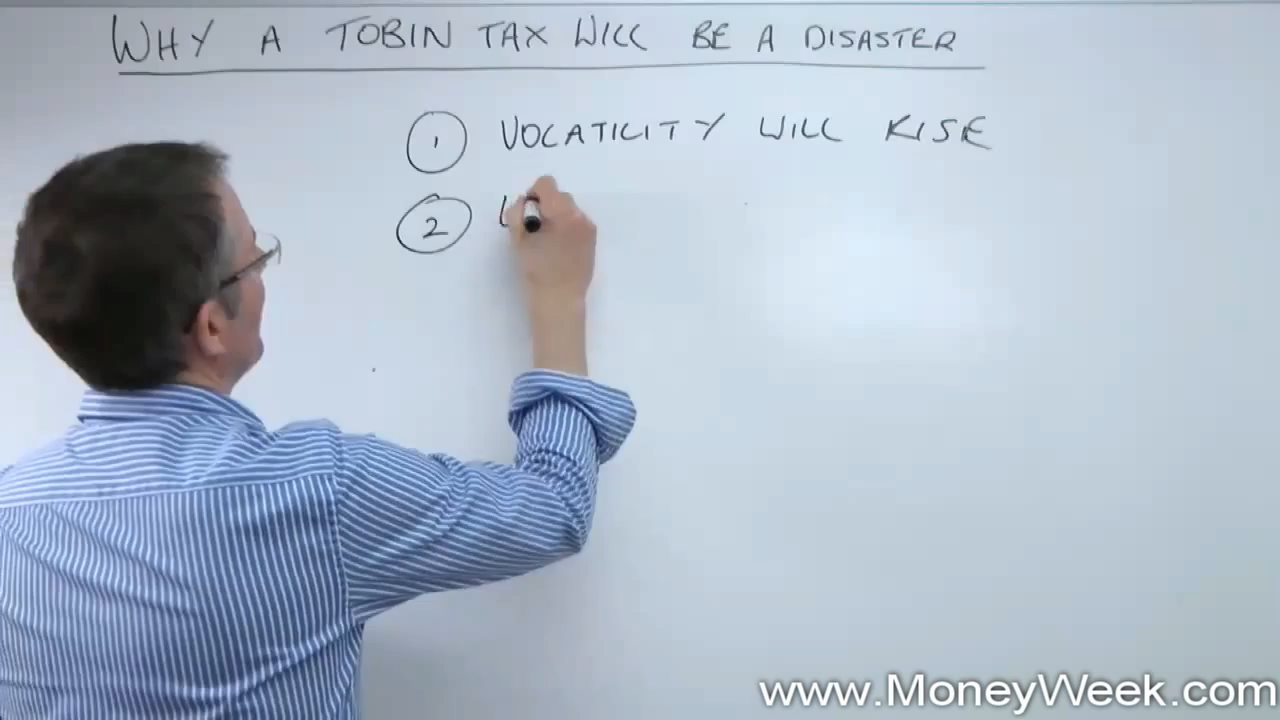 WHY A TOBIN TAX WILL BE A DISASTER
1 VOLATILITY WILL RISE
2
www.MoneyWeek.com